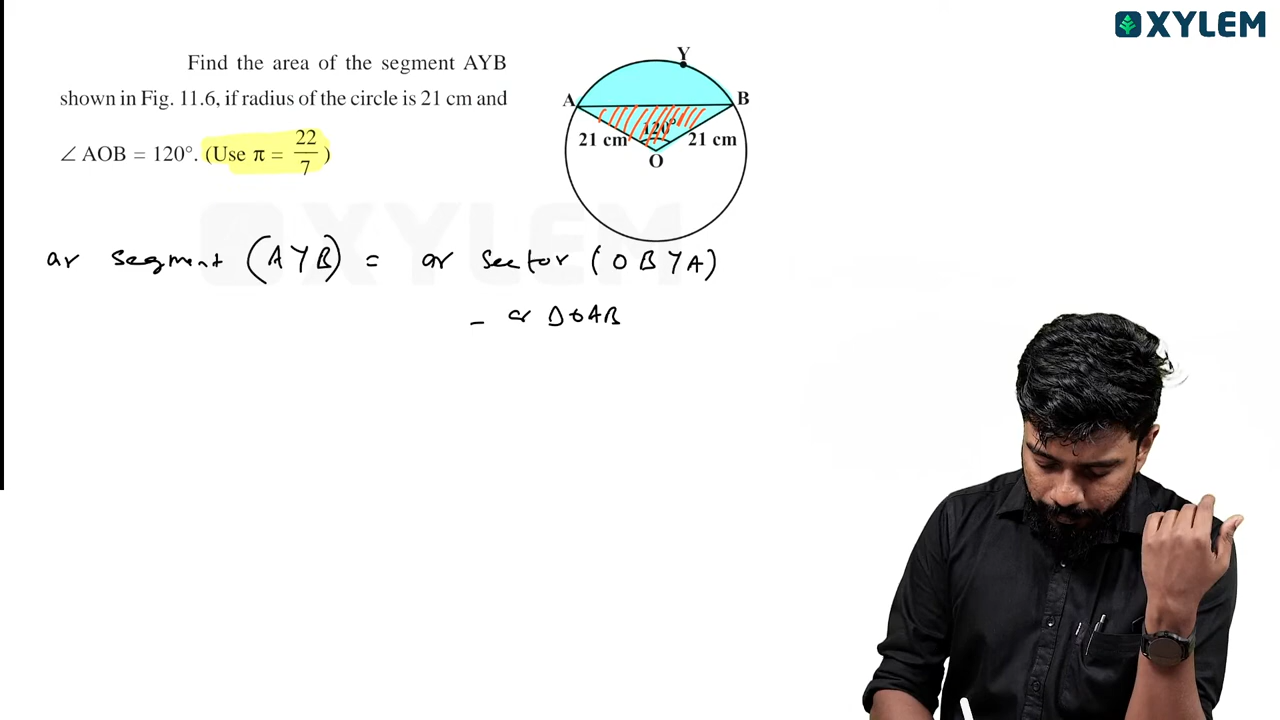 XYLEM
Find the area of the segment AYB
shown in Fig. 11.6, if radius of the circle is 21 cm and
∠ AOB = 120°. (Use π = 22/7)
Y
A
B
120°
21 cm
21 cm
O
XYLEM
ar segment (AYB) = ar sector (OBYA)
- ar ΔOAB